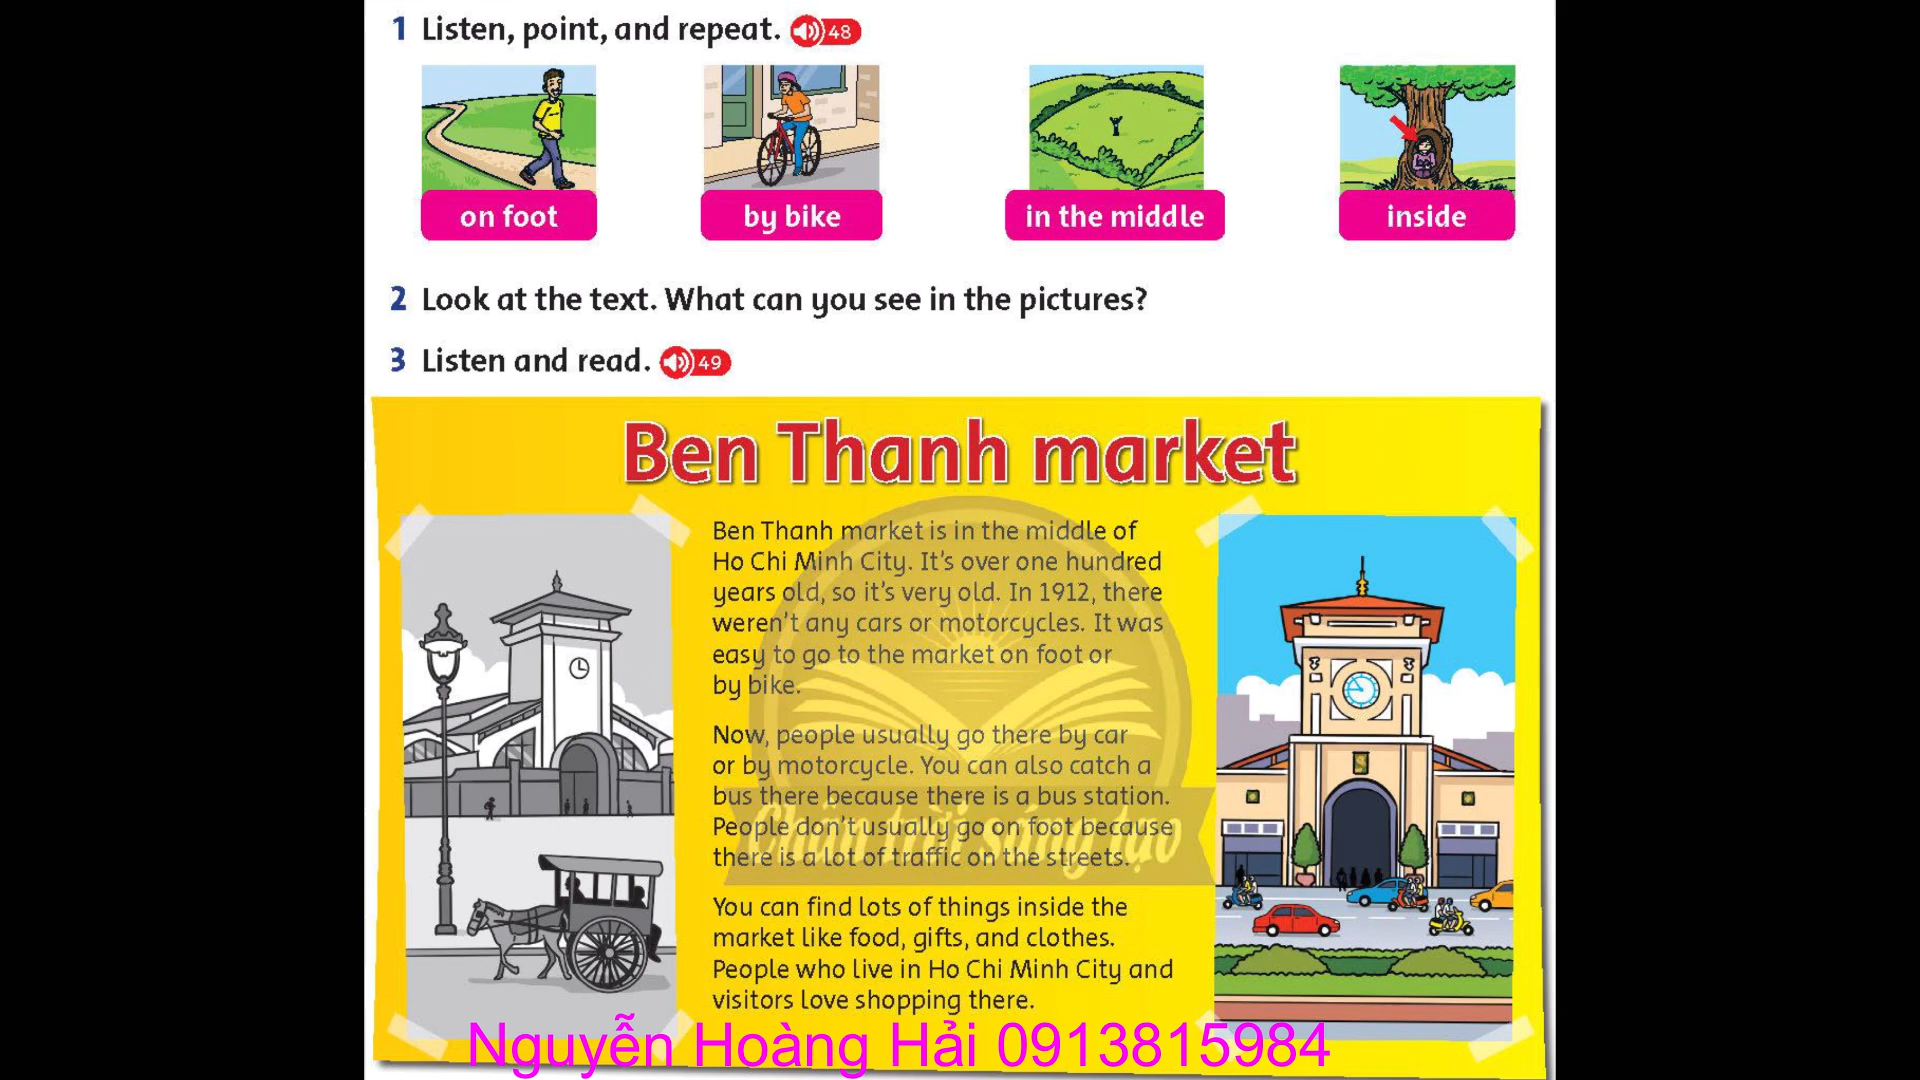 1 Listen, point, and repeat. 48
on foot
by bike
in the middle
inside
2 Look at the text. What can you see in the pictures?
3 Listen and read. 49
Ben Thanh market
Ben Thanh market is in the middle of
Ho Chi Minh City. It's over one hundred
years old, so it's very old. In 1912, there
weren't any cars or motorcycles. It was
easy to go to the market on foot or
by bike.
Now, people usually go there by car
or by motorcycle. You can also catch a
bus there because there is a bus station.
People don't usually go on foot because
there is a lot of traffic on the streets.
Chân trời sáng tạo
You can find lots of things inside the
market like food, gifts, and clothes.
People who live in Ho Chi Minh City and
visitors love shopping there.
Nguyễn Hoàng Hải 0913815984